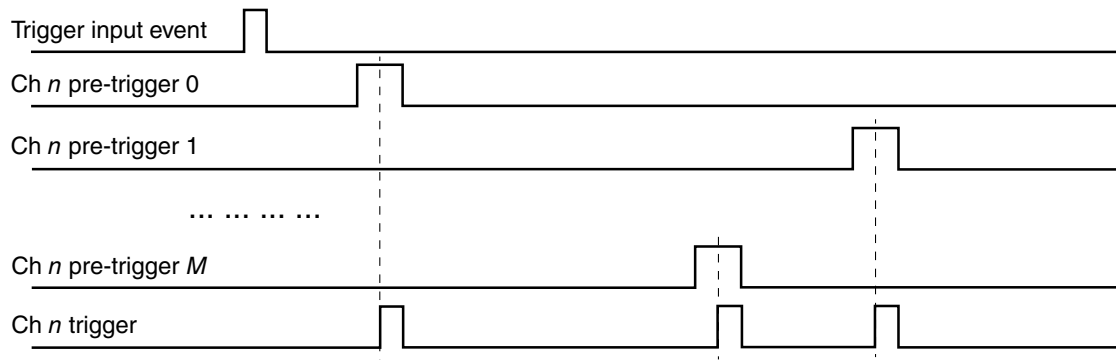 Trigger input event
Ch n pre-trigger 0
Ch n pre-trigger 1
... ... ... ...
Ch n pre-trigger M
Ch n trigger